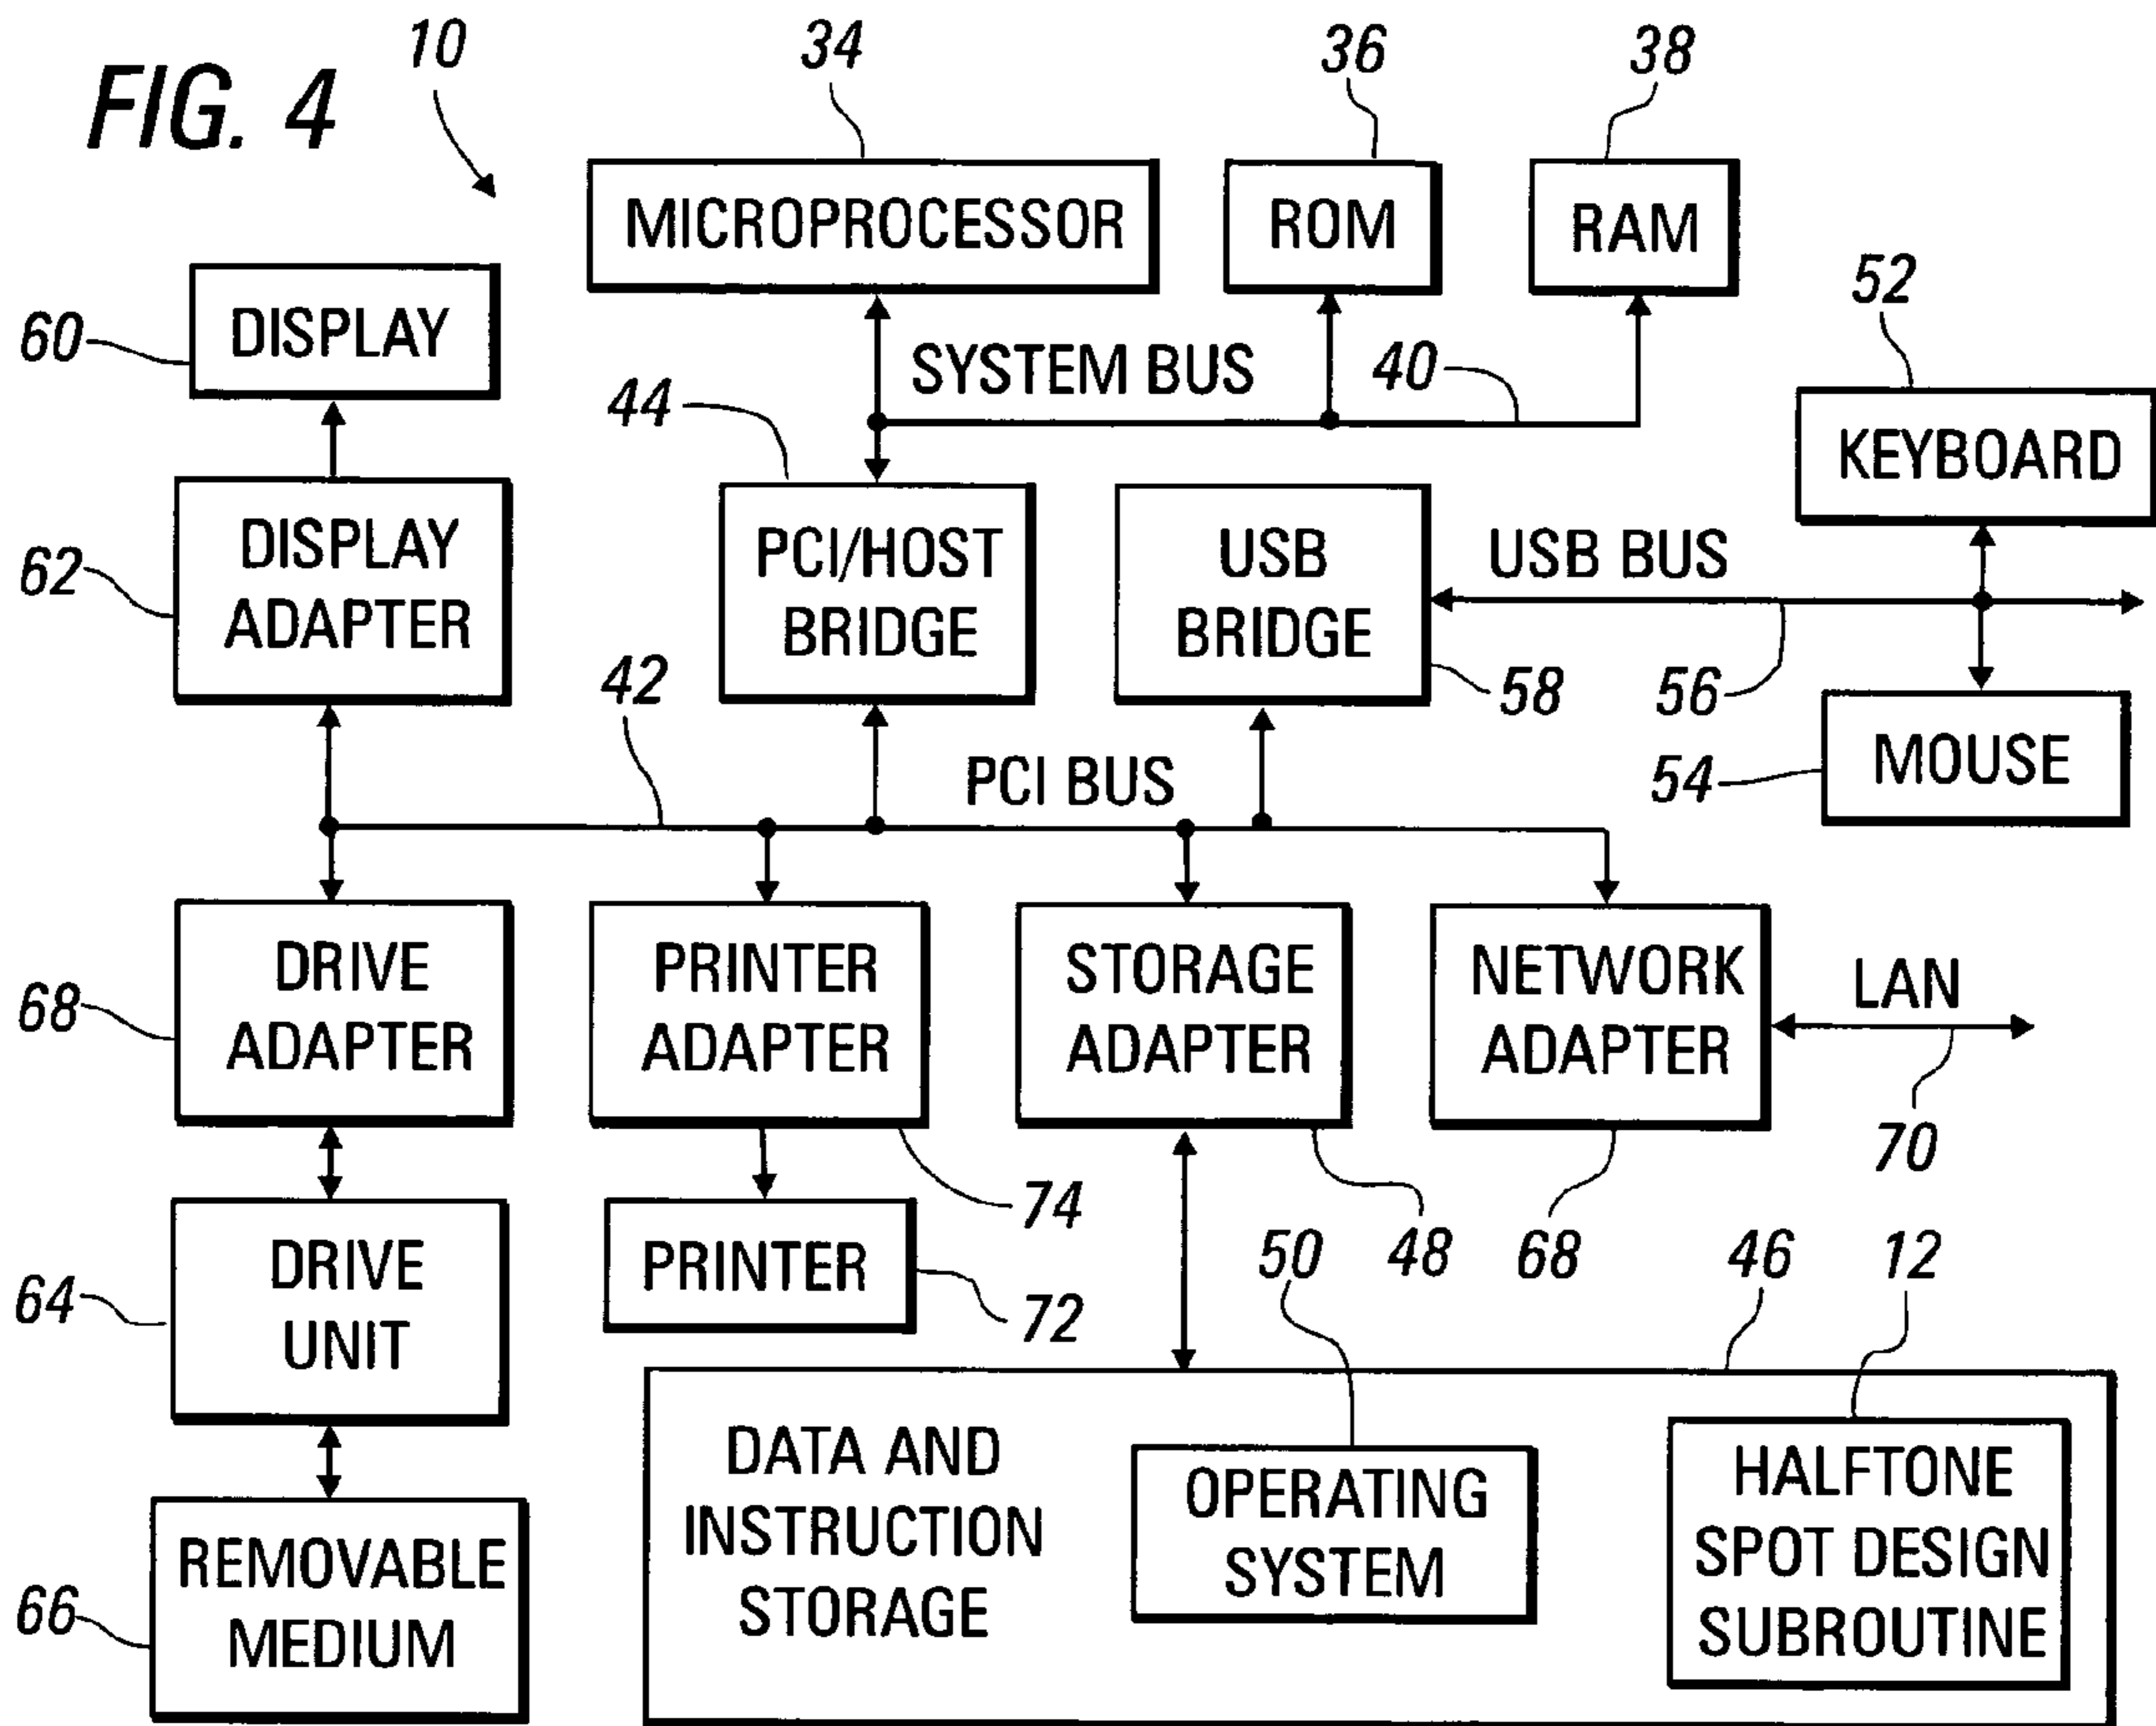 FIG. 4
10
34
36
38
MICROPROCESSOR
ROM
RAM
52
60
DISPLAY
SYSTEM BUS
40
44
KEYBOARD
62
DISPLAY
ADAPTER
PCI/HOST
BRIDGE
USB
BRIDGE
USB BUS
42
58
56
PCI BUS
54
MOUSE
68
DRIVE
ADAPTER
PRINTER
ADAPTER
STORAGE
ADAPTER
NETWORK
ADAPTER
LAN
70
74
48
68
64
DRIVE
UNIT
PRINTER
72
50
46
12
DATA AND
INSTRUCTION
STORAGE
OPERATING
SYSTEM
HALFTONE
SPOT DESIGN
SUBROUTINE
66
REMOVABLE
MEDIUM